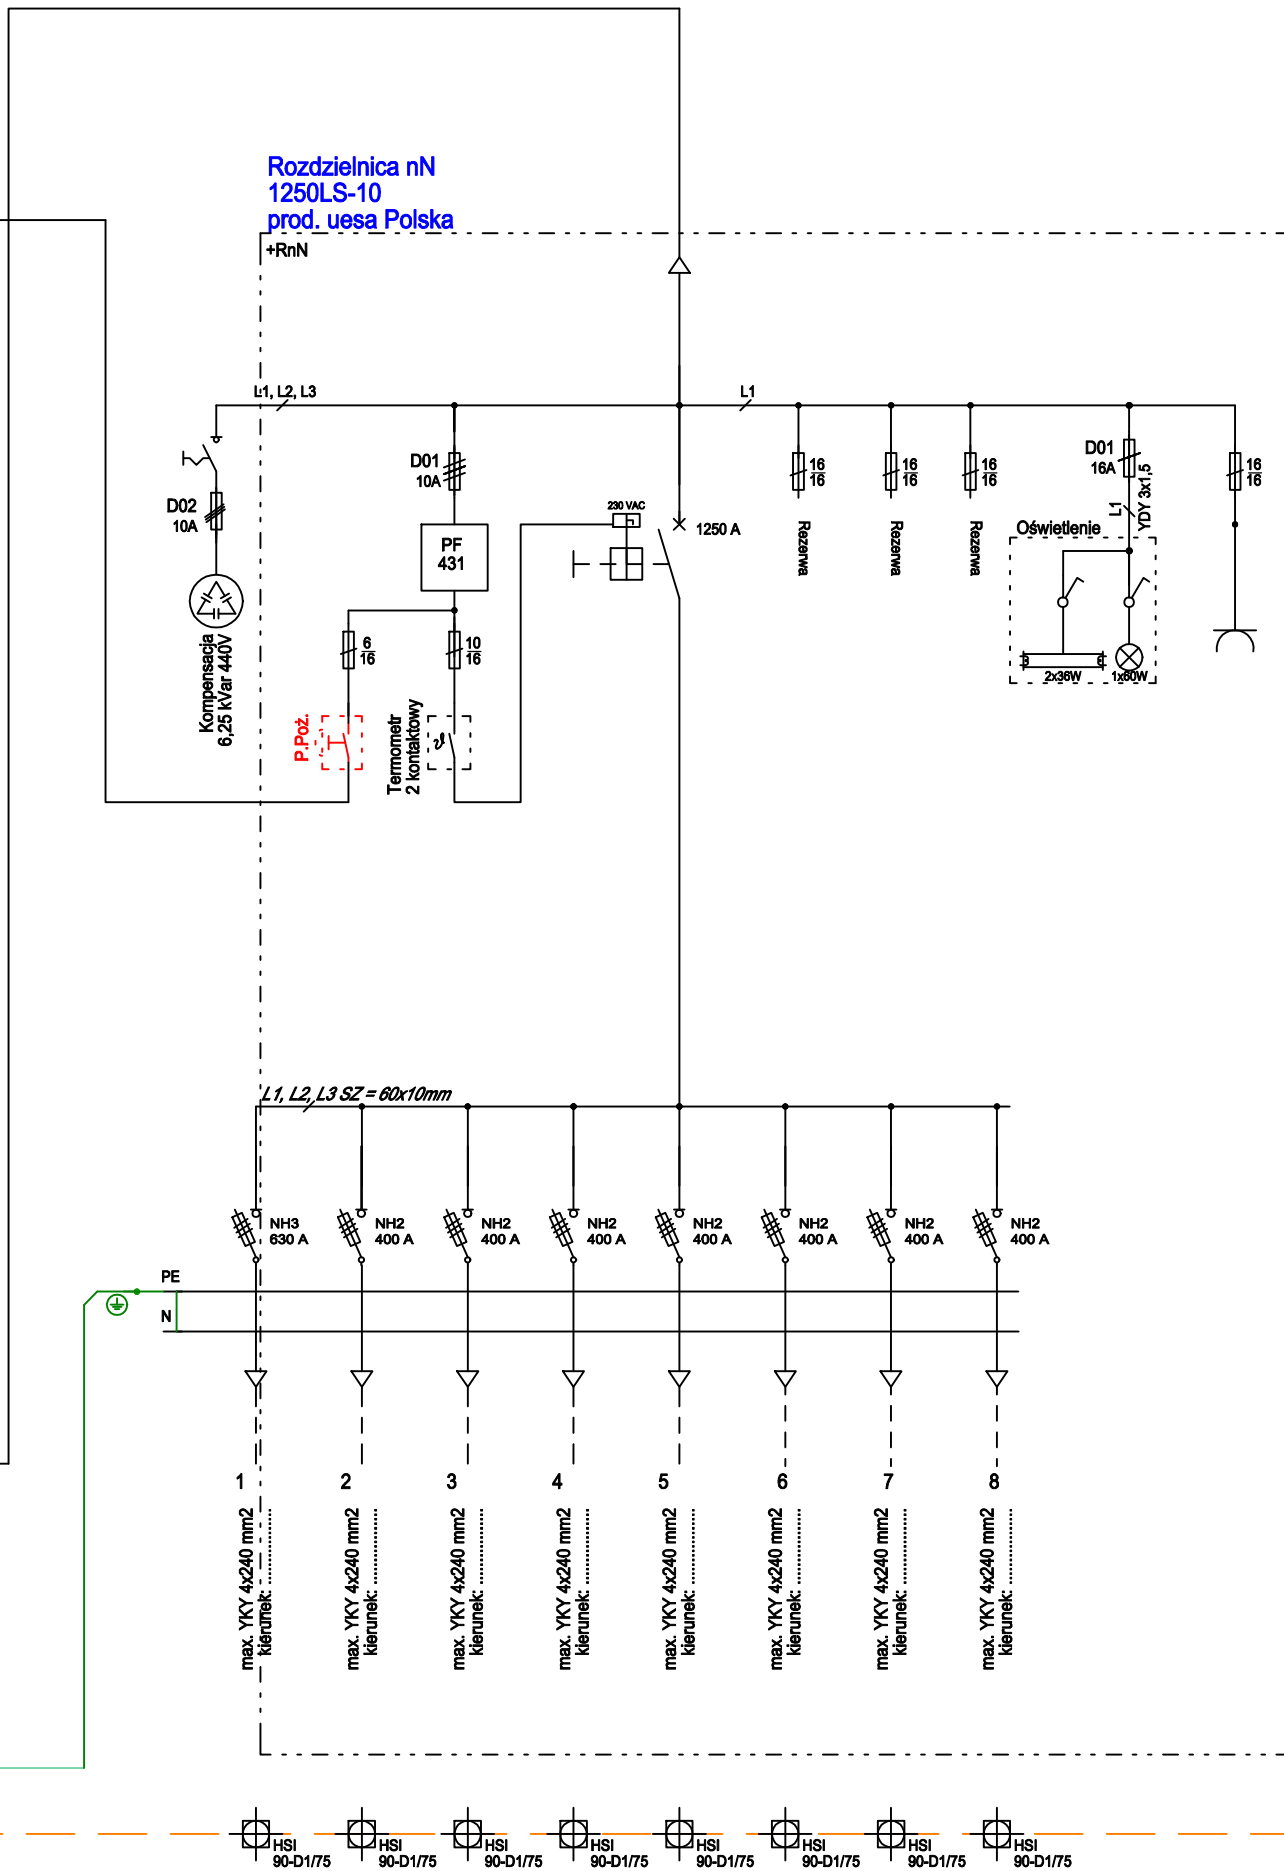 Rozdzielnica nN
1250LS-10
prod. uesa Polska
+RnN
L1, L2, L3
L1
D02
10A
Kompensacja
6,25 kVar 440V
D01
10A
PF
431
6
16
10
16
P.Poż.
Termometr
2 kontaktowy
230 VAC
1250 A
16
16
Rezerwa
16
16
Rezerwa
16
16
Rezerwa
D01
16A
L1
YDY 3x1,5
Oświetlenie
2x36W
1x60W
16
16
L1, L2, L3 SZ = 60x10mm
NH3
630 A
NH2
400 A
NH2
400 A
NH2
400 A
NH2
400 A
NH2
400 A
NH2
400 A
NH2
400 A
PE
N
1
2
3
4
5
6
7
8
max. YKY 4x240 mm2
kierunek: ....................
max. YKY 4x240 mm2
kierunek: ....................
max. YKY 4x240 mm2
kierunek: ....................
max. YKY 4x240 mm2
kierunek: ....................
max. YKY 4x240 mm2
kierunek: ....................
max. YKY 4x240 mm2
kierunek: ....................
max. YKY 4x240 mm2
kierunek: ....................
max. YKY 4x240 mm2
kierunek: ....................
HSI
90-D1/75
HSI
90-D1/75
HSI
90-D1/75
HSI
90-D1/75
HSI
90-D1/75
HSI
90-D1/75
HSI
90-D1/75
HSI
90-D1/75